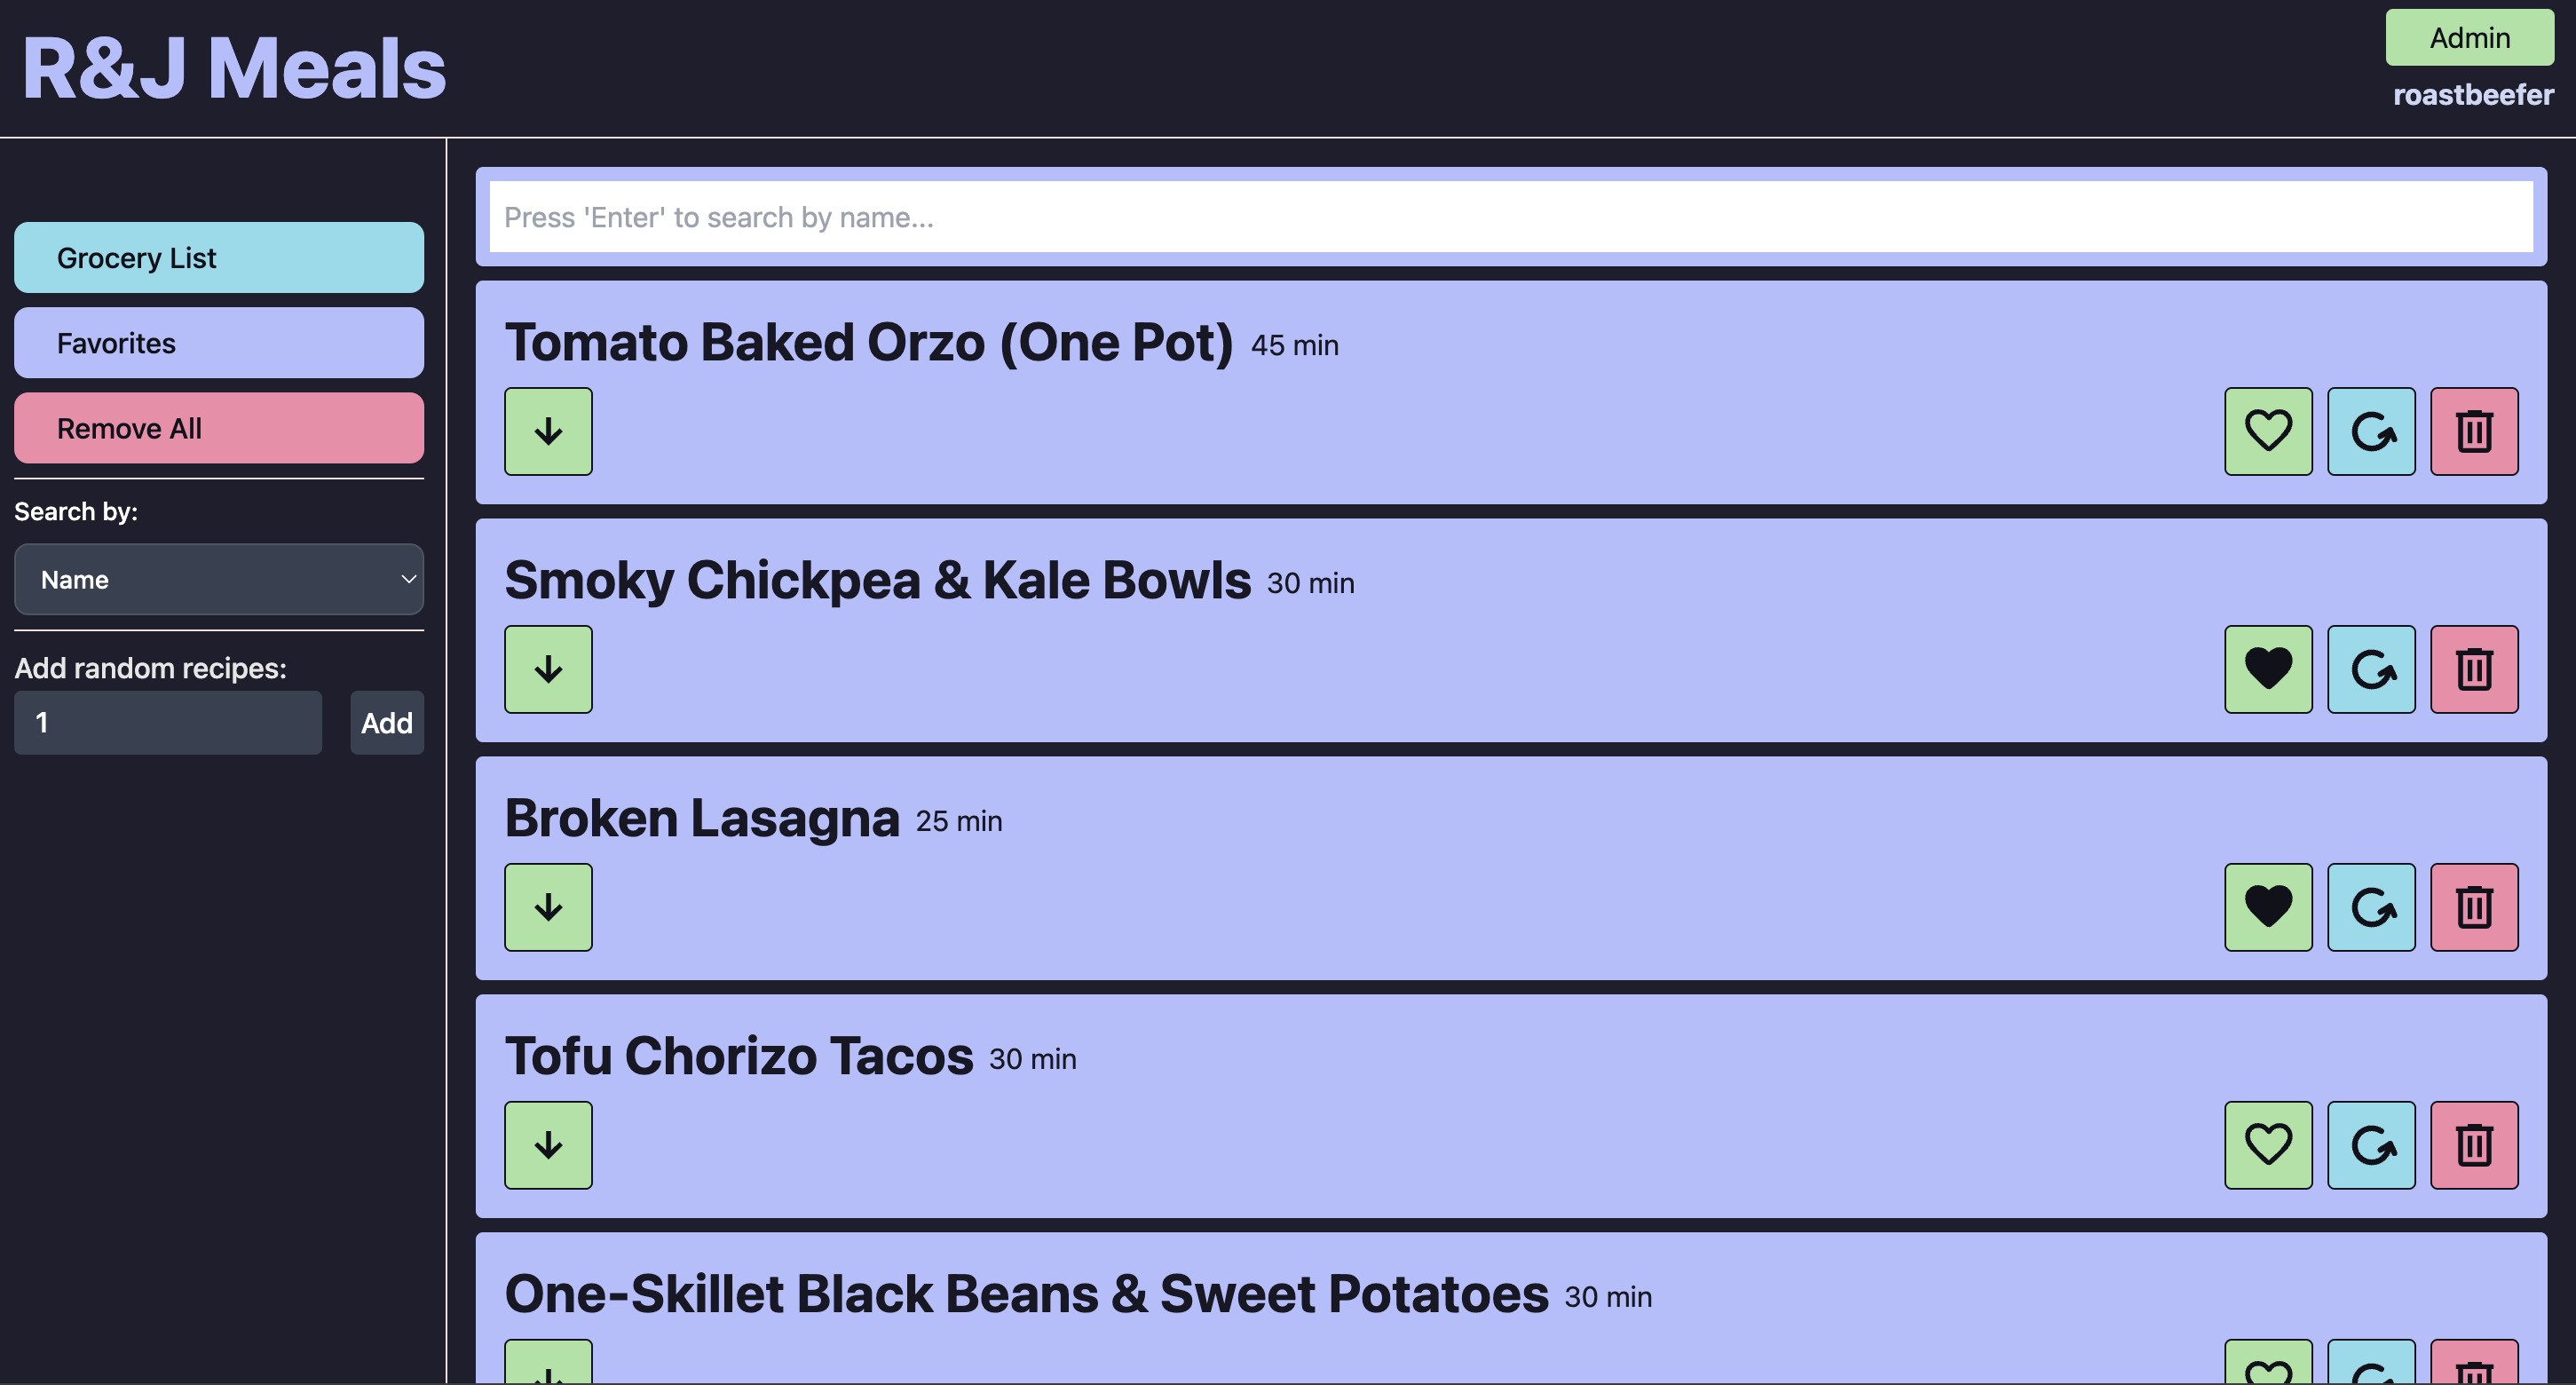 R&J Meals
Admin
roastbeefer
Grocery List
Favorites
Remove All
Search by:
Name
Add random recipes:
1
Add
Press 'Enter' to search by name...
Tomato Baked Orzo (One Pot) 45 min
Smoky Chickpea & Kale Bowls 30 min
Broken Lasagna 25 min
Tofu Chorizo Tacos 30 min
One-Skillet Black Beans & Sweet Potatoes 30 min